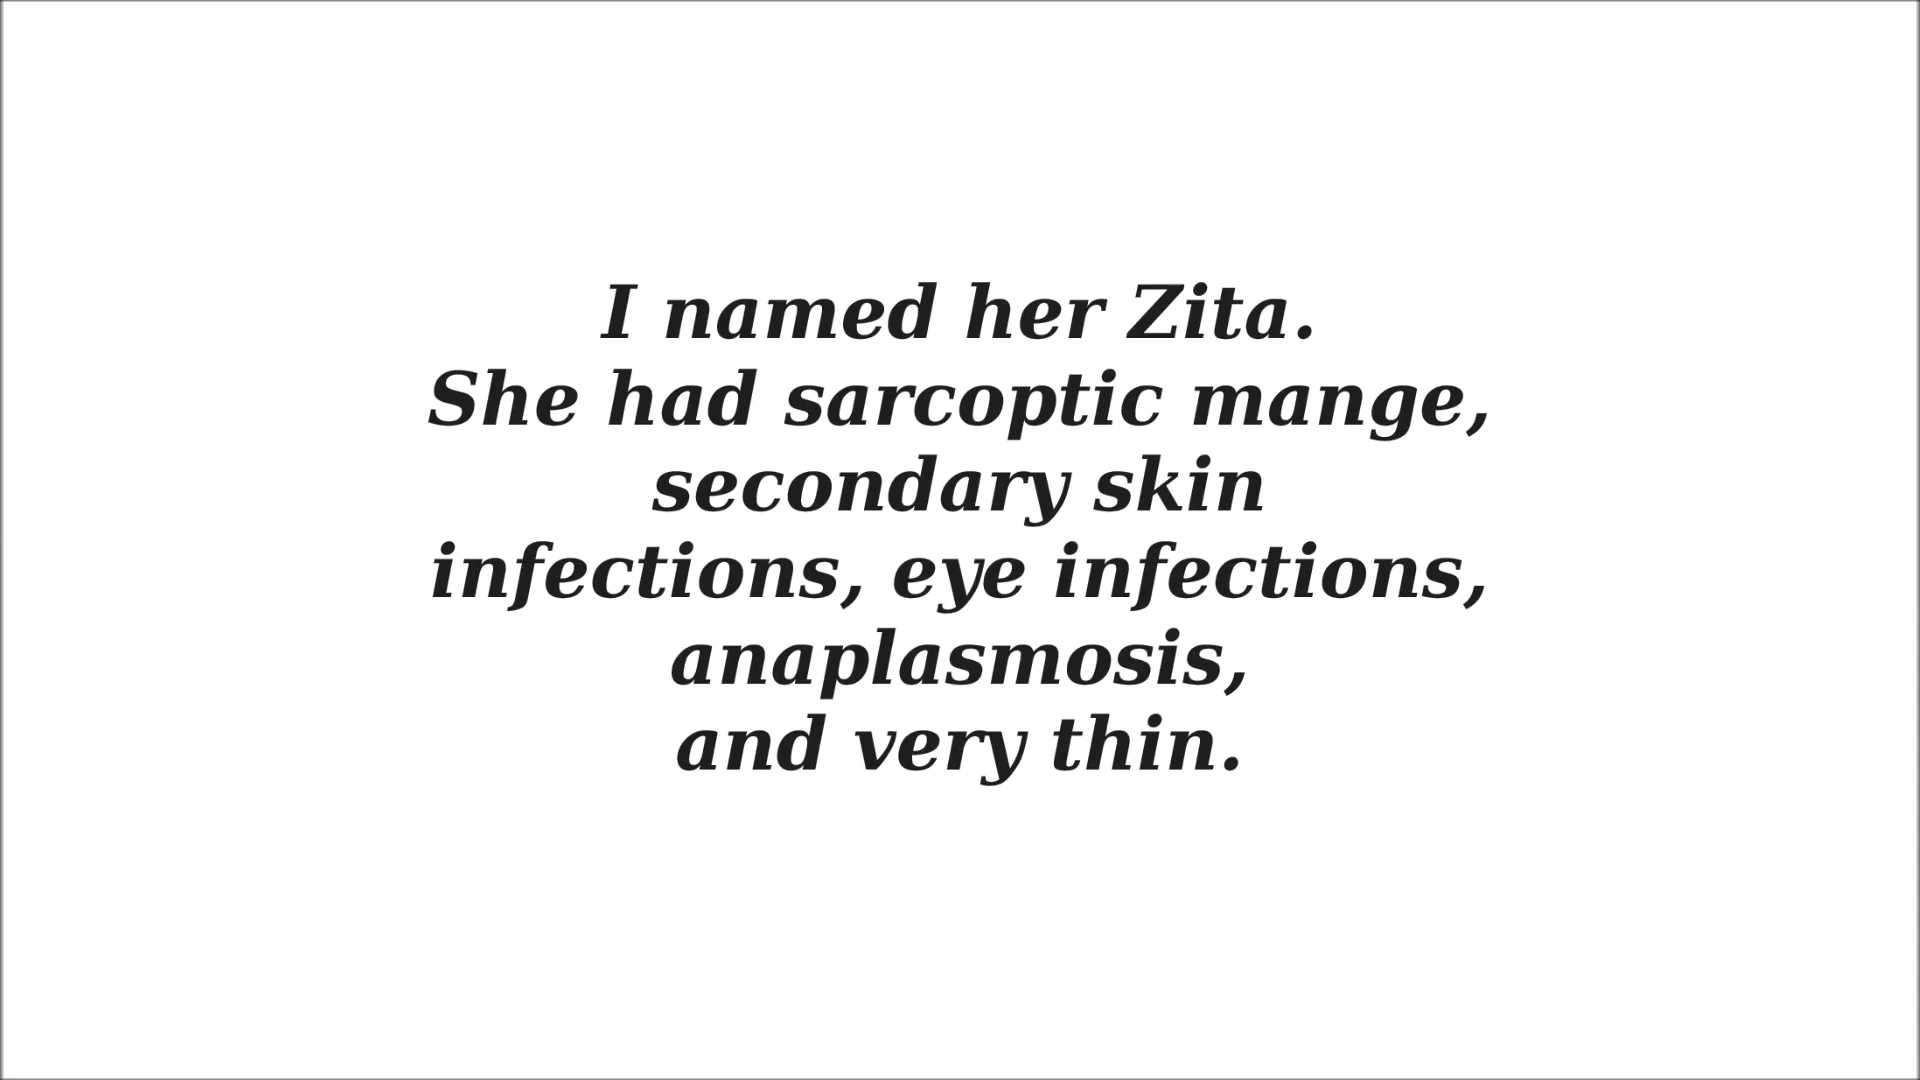 I named her Zita.
She had sarcoptic mange,
secondary skin
infections, eye infections,
anaplasmosis,
and very thin.